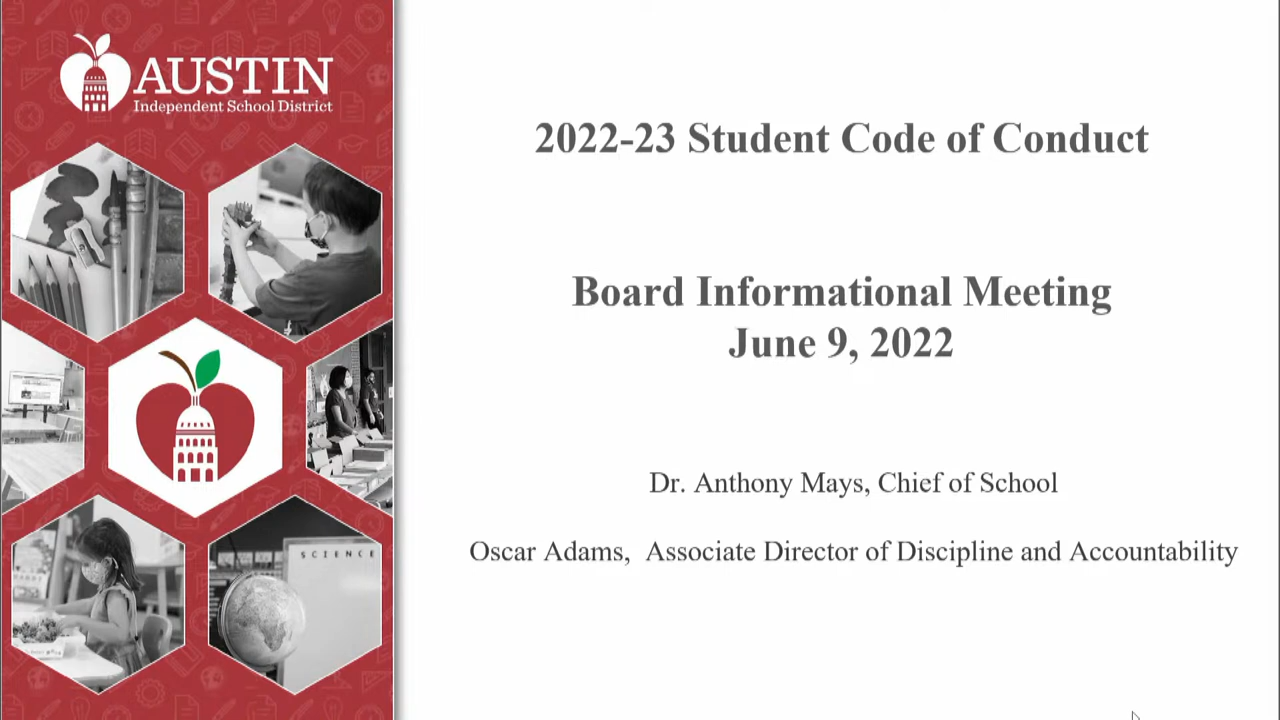 AUSTIN
Independent School District
2022-23 Student Code of Conduct
Board Informational Meeting
June 9, 2022
Dr. Anthony Mays, Chief of School
Oscar Adams, Associate Director of Discipline and Accountability
SCIENCE